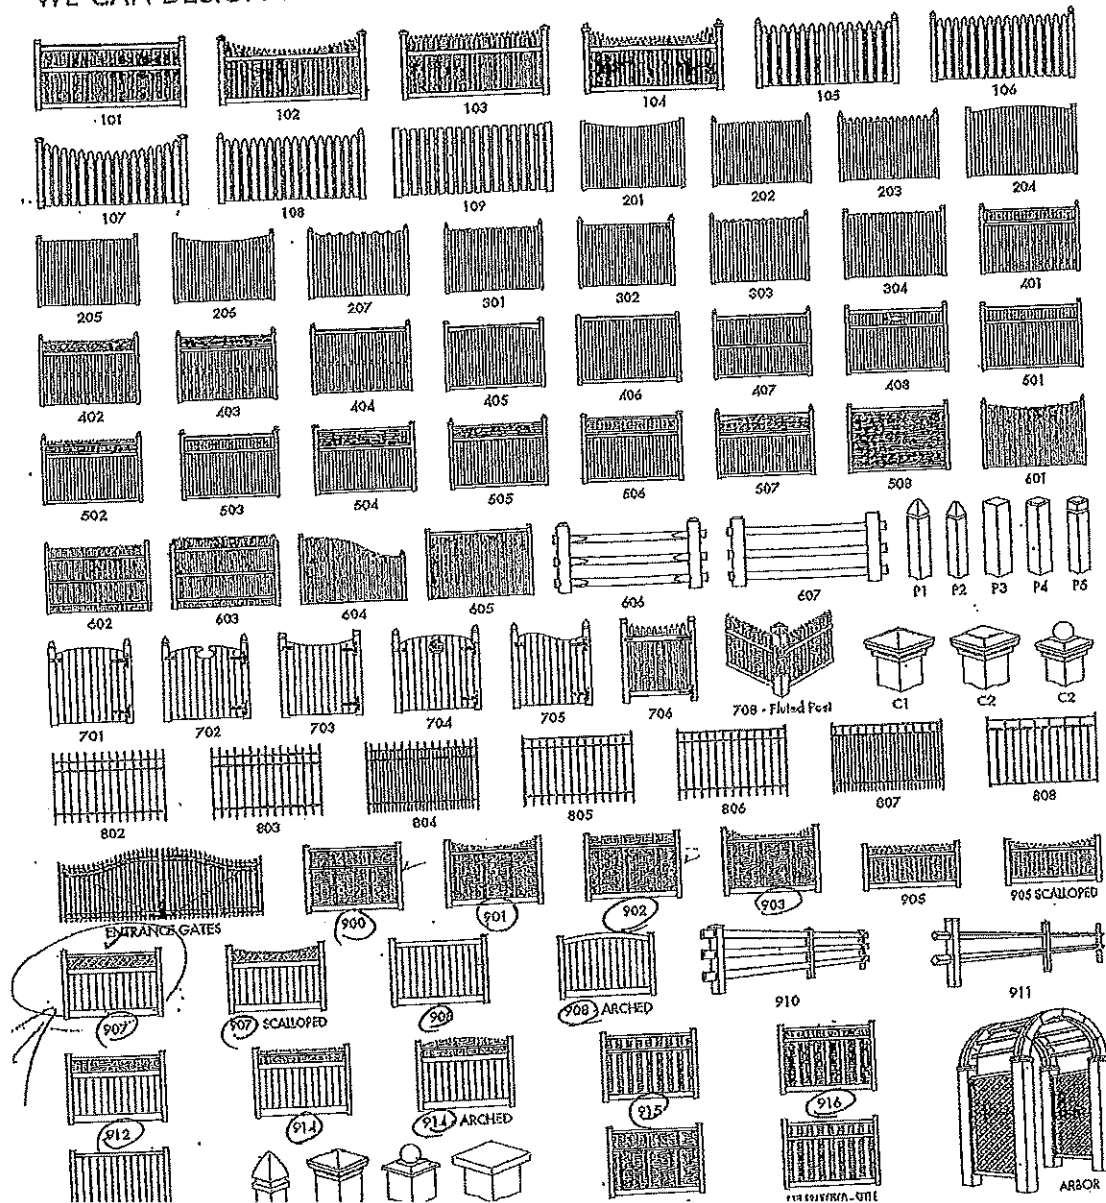 101 102 103 104 105 106
107 108 109 201 202 203 204
205 206 207 301 302 303 304 401
402 403 404 405 406 407 408 501
502 503 504 505 506 507 508 601
602 603 604 605 606 607 P1 P2 P3 P4 P5
701 702 703 704 705 706 708 - Fluted Post C1 C2 C2
802 803 804 805 806 807 808
ENTRANCE GATES 900 901 902 903 905 905 SCALLOPED
907 907 SCALLOPED 908 908 ARCHED 910 911
912 914 914 ARCHED 915 916
ARBOR